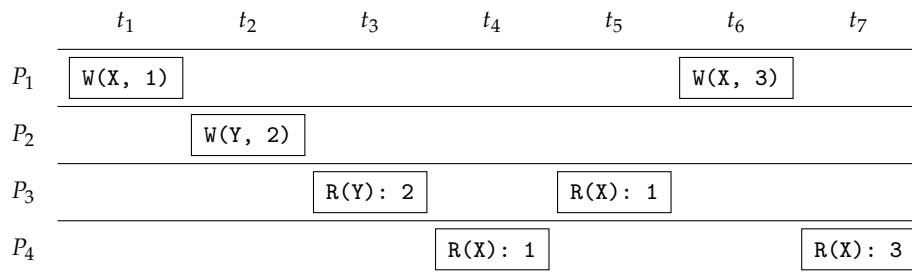 t1 t2 t3 t4 t5 t6 t7
P1 W(X, 1) W(X, 3)
P2 W(Y, 2)
P3 R(Y): 2 R(X): 1
P4 R(X): 1 R(X): 3